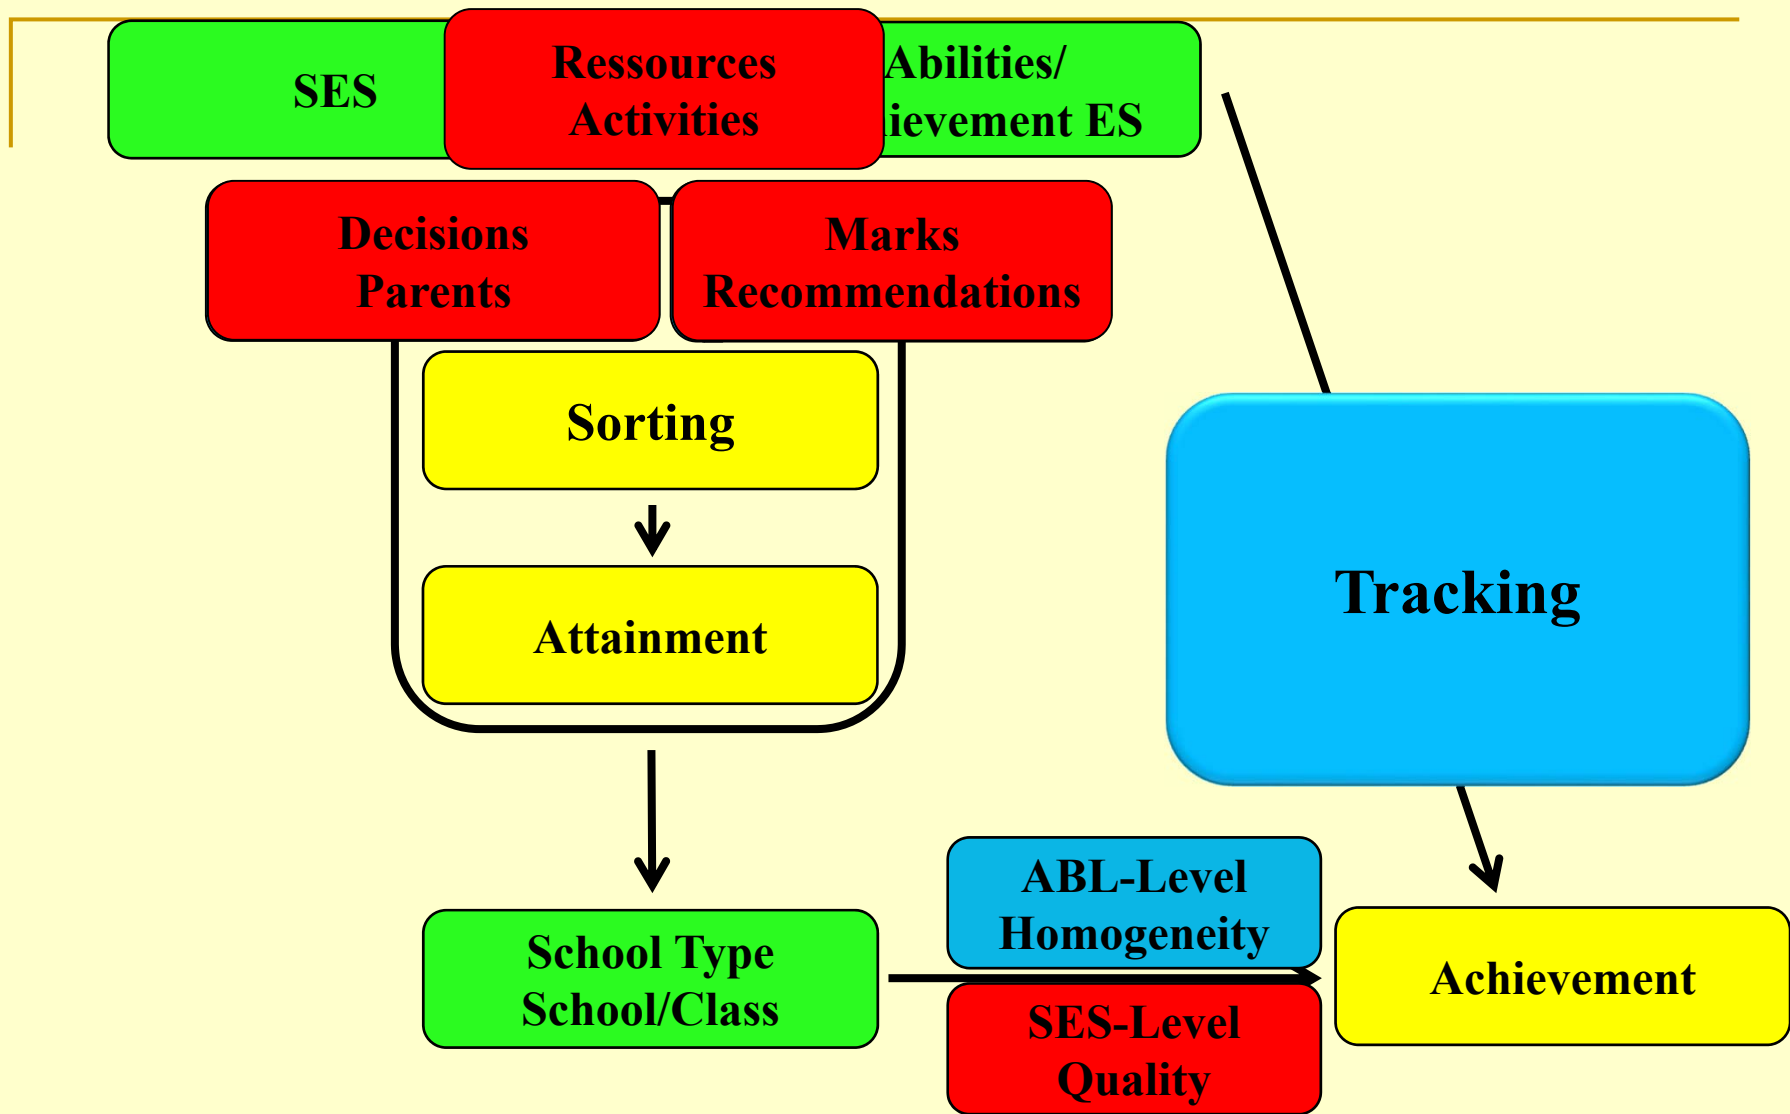 SES
Ressources
Activities
Abilities/
ievement ES
Decisions
Parents
Marks
Recommendations
Sorting
Attainment
Tracking
ABL-Level
Homogeneity
School Type
School/Class
Achievement
SES-Level
Quality